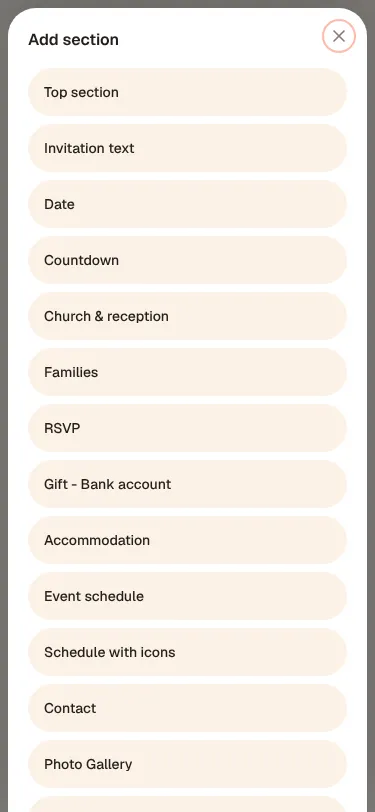 Add section
Top section
Invitation text
Date
Countdown
Church & reception
Families
RSVP
Gift - Bank account
Accommodation
Event schedule
Schedule with icons
Contact
Photo Gallery